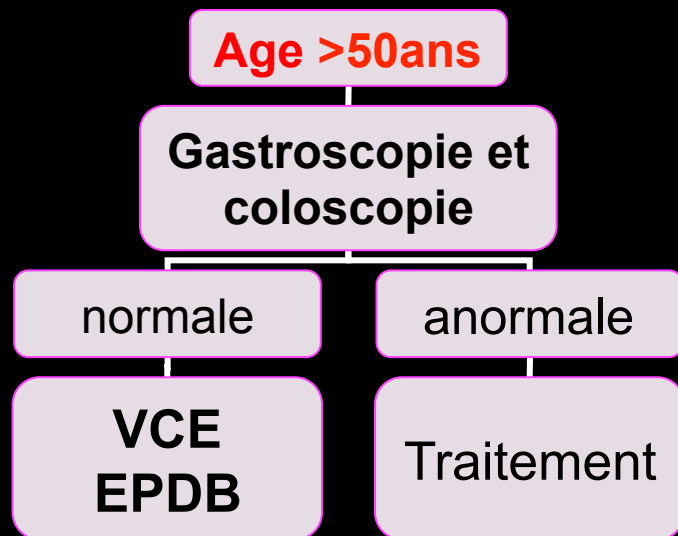 Age >50ans
Gastroscopie et
coloscopie
normale
anormale
VCE
EPDB
Traitement